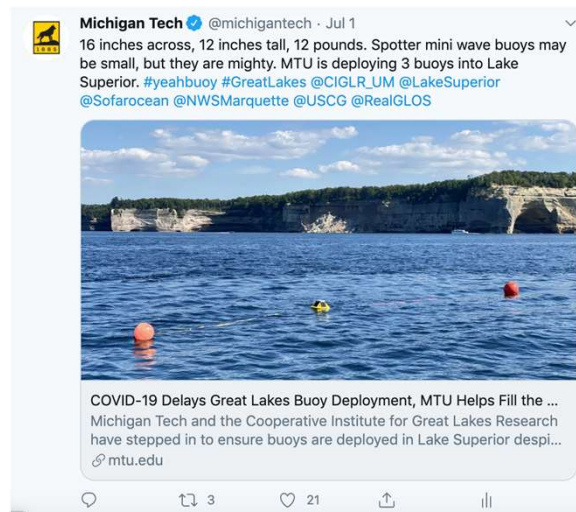 Michigan Tech @michigantech · Jul 1
16 inches across, 12 inches tall, 12 pounds. Spotter mini wave buoys may
be small, but they are mighty. MTU is deploying 3 buoys into Lake
Superior. #yeahbuoy #GreatLakes @CIGLR_UM @LakeSuperior
@Sofarocean @NWSMarquette @USCG @RealGLOS
COVID-19 Delays Great Lakes Buoy Deployment, MTU Helps Fill the ...
Michigan Tech and the Cooperative Institute for Great Lakes Research
have stepped in to ensure buoys are deployed in Lake Superior despi...
mtu.edu
3 21